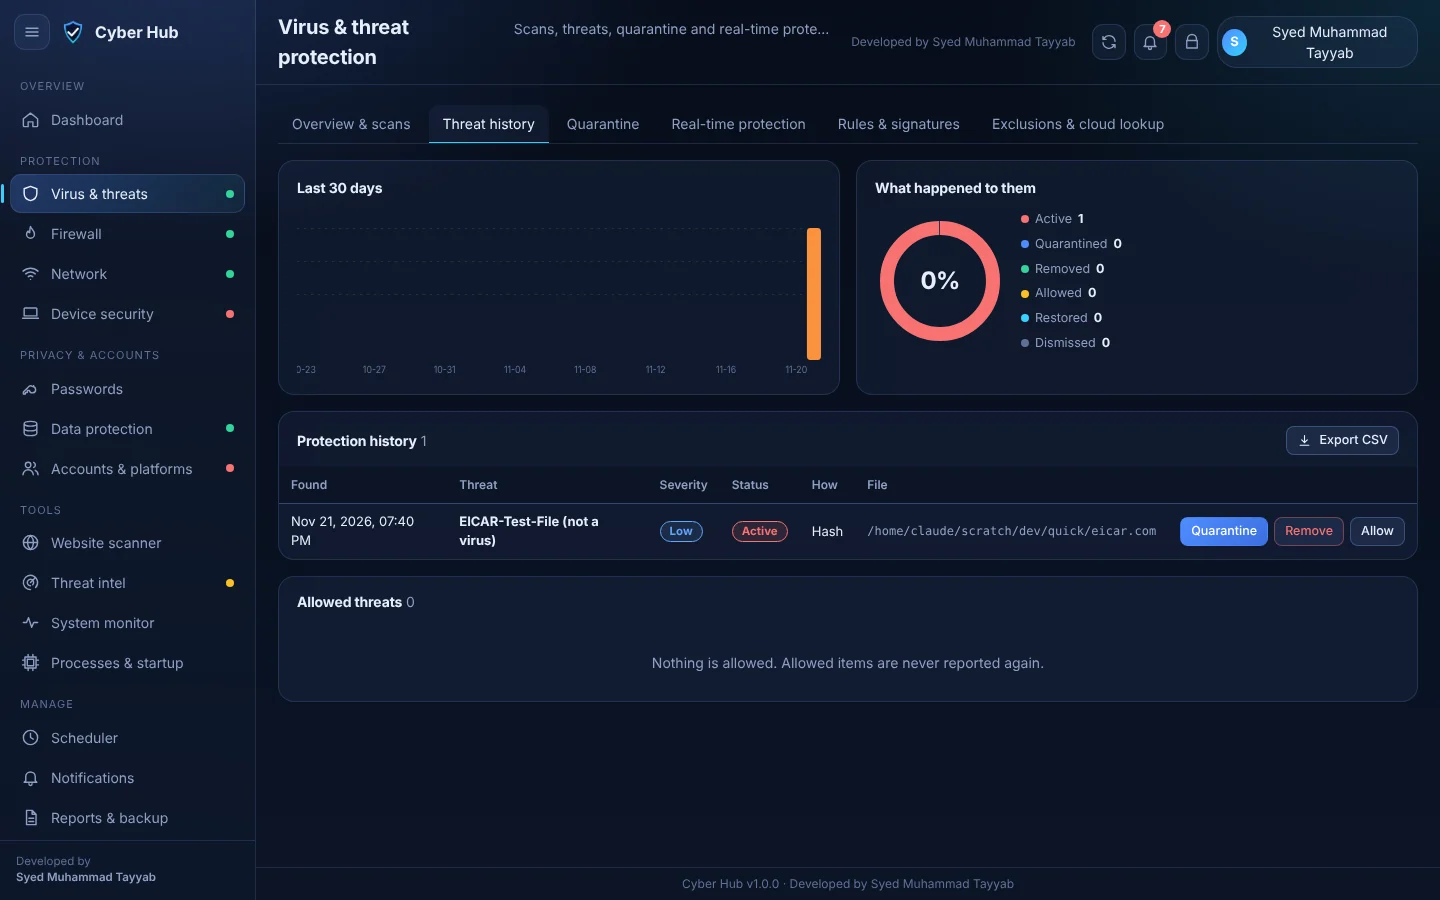 Cyber Hub
OVERVIEW
Dashboard
PROTECTION
Virus & threats
Firewall
Network
Device security
PRIVACY & ACCOUNTS
Passwords
Data protection
Accounts & platforms
TOOLS
Website scanner
Threat intel
System monitor
Processes & startup
MANAGE
Scheduler
Notifications
Reports & backup
Developed by
Syed Muhammad Tayyab
Virus & threat
protection
Scans, threats, quarantine and real-time prote...
Developed by Syed Muhammad Tayyab
7
S
Syed Muhammad
Tayyab
Overview & scans
Threat history
Quarantine
Real-time protection
Rules & signatures
Exclusions & cloud lookup
Last 30 days
0-23 10-27 10-31 11-04 11-08 11-12 11-16 11-20
What happened to them
0%
Active 1
Quarantined 0
Removed 0
Allowed 0
Restored 0
Dismissed 0
Protection history 1
Export CSV
Found Threat Severity Status How File
Nov 21, 2026, 07:40
PM
EICAR-Test-File (not a
virus)
Low
Active
Hash
/home/claude/scratch/dev/quick/eicar.com
Quarantine
Remove
Allow
Allowed threats 0
Nothing is allowed. Allowed items are never reported again.
Cyber Hub v1.0.0 · Developed by Syed Muhammad Tayyab